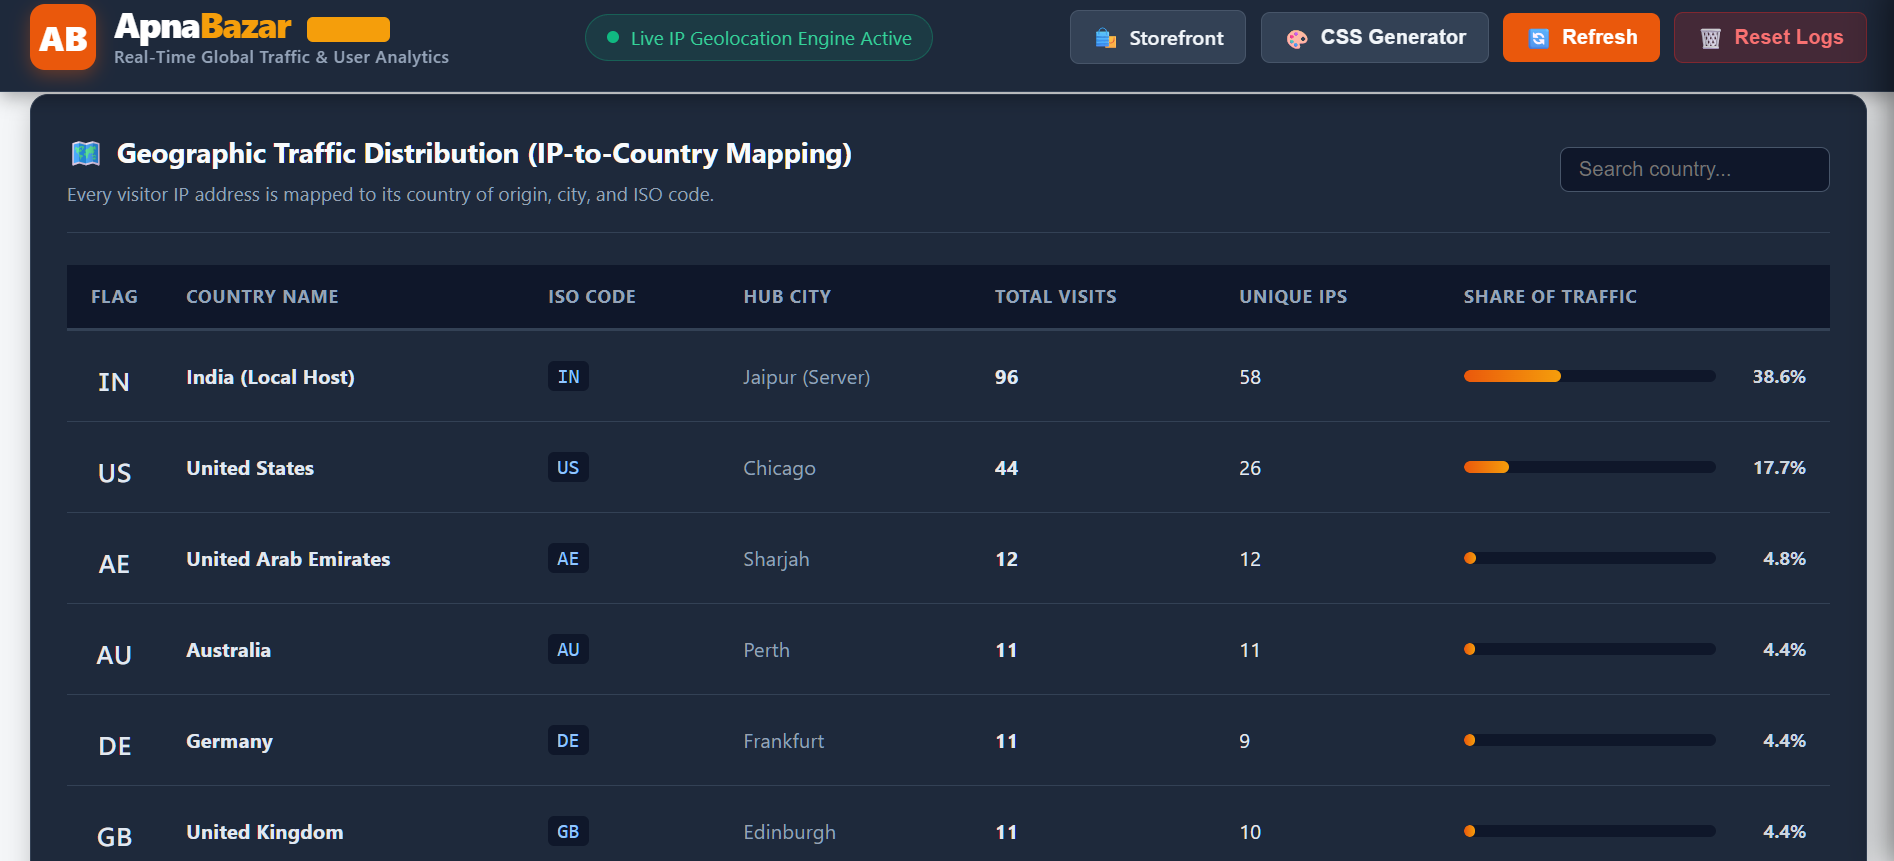 AB
ApnaBazar
Real-Time Global Traffic & User Analytics
Live IP Geolocation Engine Active
Storefront
CSS Generator
Refresh
Reset Logs
Geographic Traffic Distribution (IP-to-Country Mapping)
Every visitor IP address is mapped to its country of origin, city, and ISO code.
Search country...
FLAG COUNTRY NAME ISO CODE HUB CITY TOTAL VISITS UNIQUE IPS SHARE OF TRAFFIC
IN India (Local Host) IN Jaipur (Server) 96 58 38.6%
US United States US Chicago 44 26 17.7%
AE United Arab Emirates AE Sharjah 12 12 4.8%
AU Australia AU Perth 11 11 4.4%
DE Germany DE Frankfurt 11 9 4.4%
GB United Kingdom GB Edinburgh 11 10 4.4%